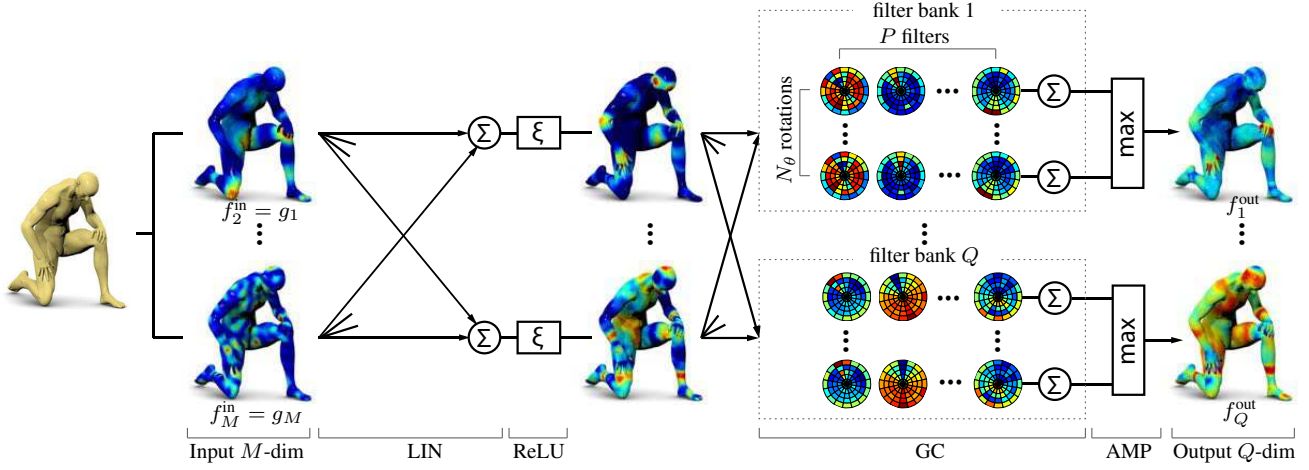 filter bank 1
P filters
N_θ rotations
Σ
ξ
Σ
Σ
max
f_2^in = g_1
f_1^out
filter bank Q
Σ
ξ
Σ
Σ
max
f_M^in = g_M
f_Q^out
Input M-dim
LIN
ReLU
GC
AMP
Output Q-dim